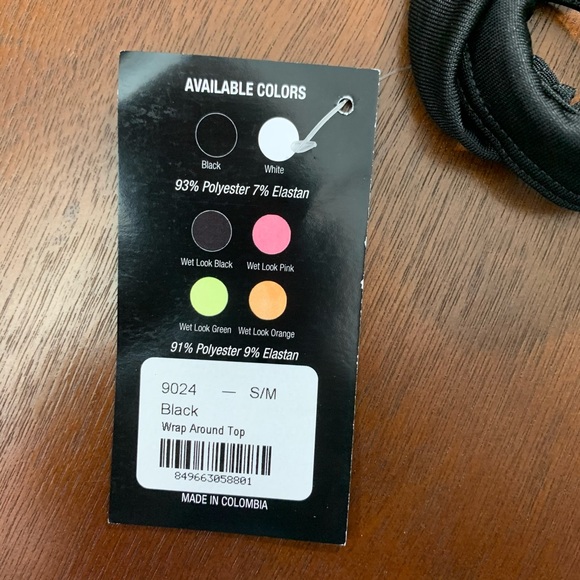 AVAILABLE COLORS
Black
White
93% Polyester 7% Elastan
Wet Look Black
Wet Look Pink
Wet Look Green
Wet Look Orange
91% Polyester 9% Elastan
9024 — S/M
Black
Wrap Around Top
849663058801
MADE IN COLOMBIA